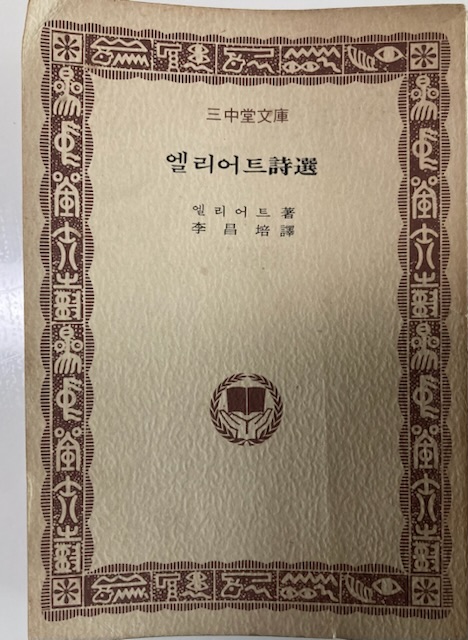 三中堂文庫
엘리어트詩選
엘리어트 著
李昌培 譯